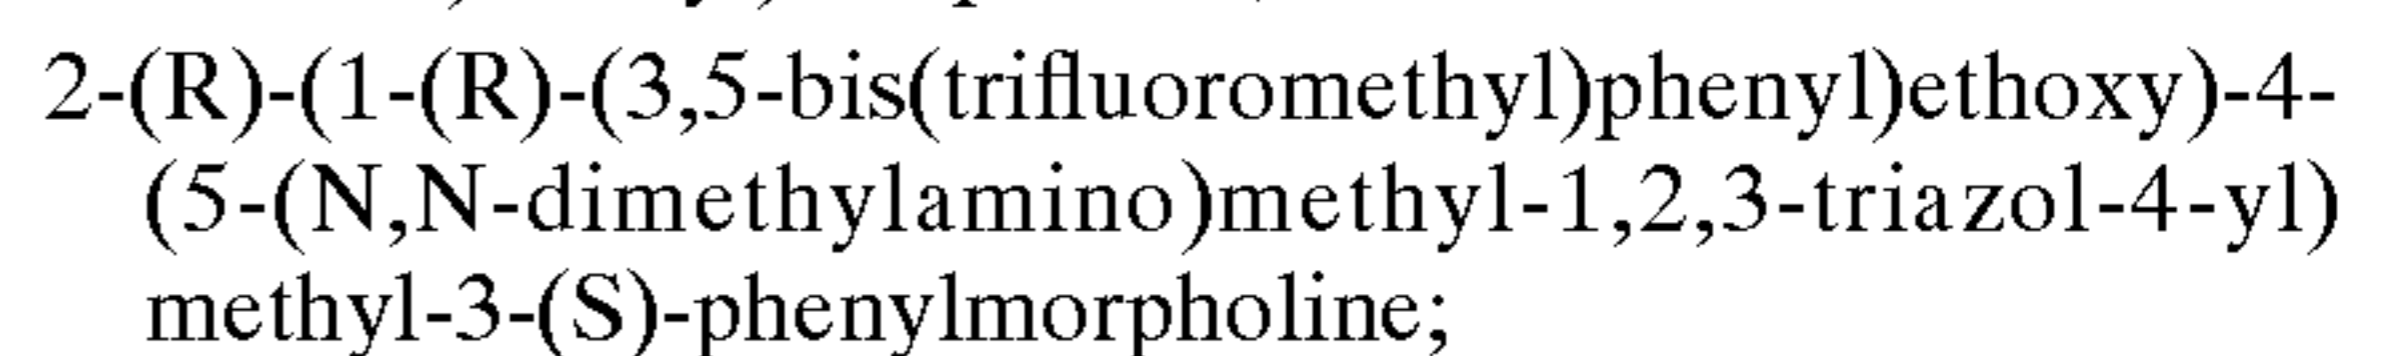 2-(R)-(1-(R)-(3,5-bis(trifluoromethyl)phenyl)ethoxy)-4-
(5-(N,N-dimethylamino)methyl-1,2,3-triazol-4-yl)
methyl-3-(S)-phenylmorpholine;